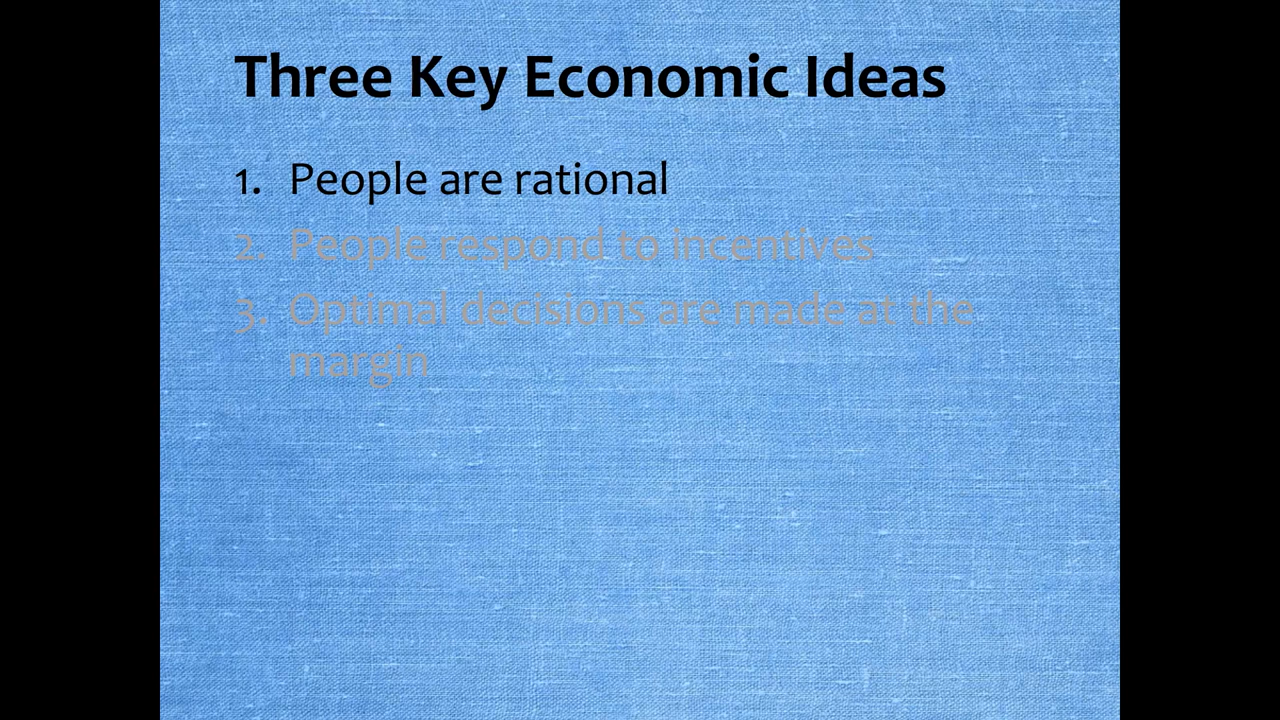 Three Key Economic Ideas
1. People are rational
2. People respond to incentives
3. Optimal decisions are made at the
margin